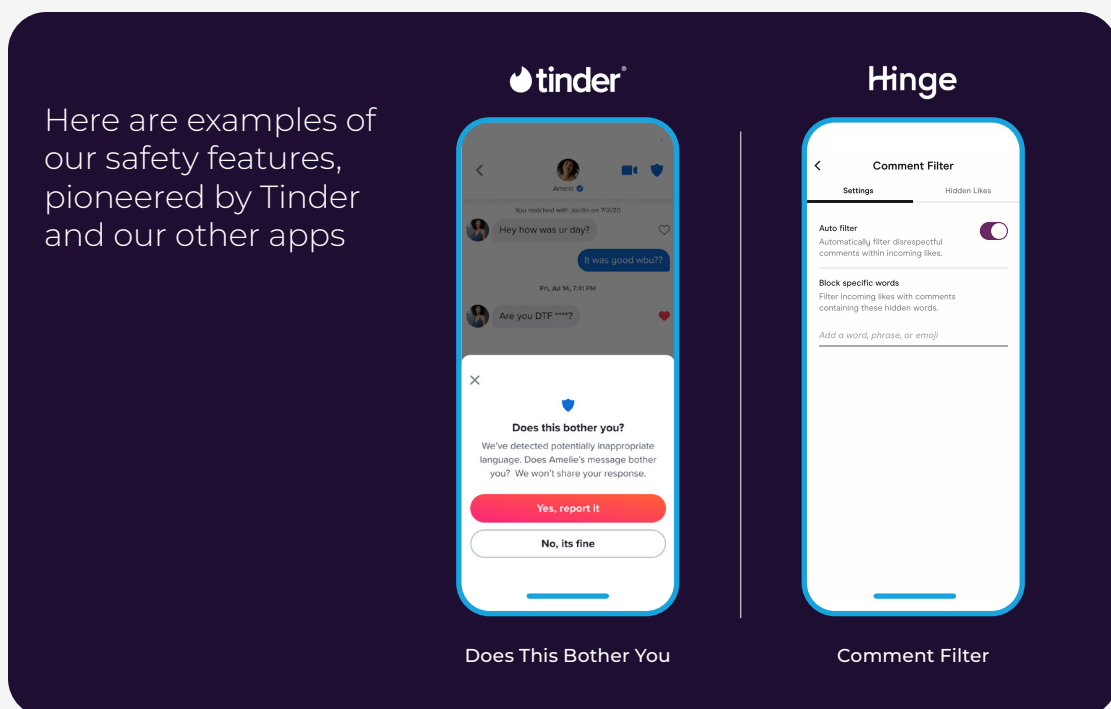 Here are examples of
our safety features,
pioneered by Tinder
and our other apps
tinder®
Amelie
You matched with Jordin on 7/2/20
Hey how was ur day?
It was good wbu??
Fri, Jul 14, 7:41 PM
Are you DTF ****?
Does this bother you?
We've detected potentially inappropriate
language. Does Amelie's message bother
you? We won't share your response.
Yes, report it
No, its fine
Does This Bother You
Hinge
Comment Filter
Settings
Hidden Likes
Auto filter
Automatically filter disrespectful
comments within incoming likes.
Block specific words
Filter incoming likes with comments
containing these hidden words.
Add a word, phrase, or emoji
Comment Filter